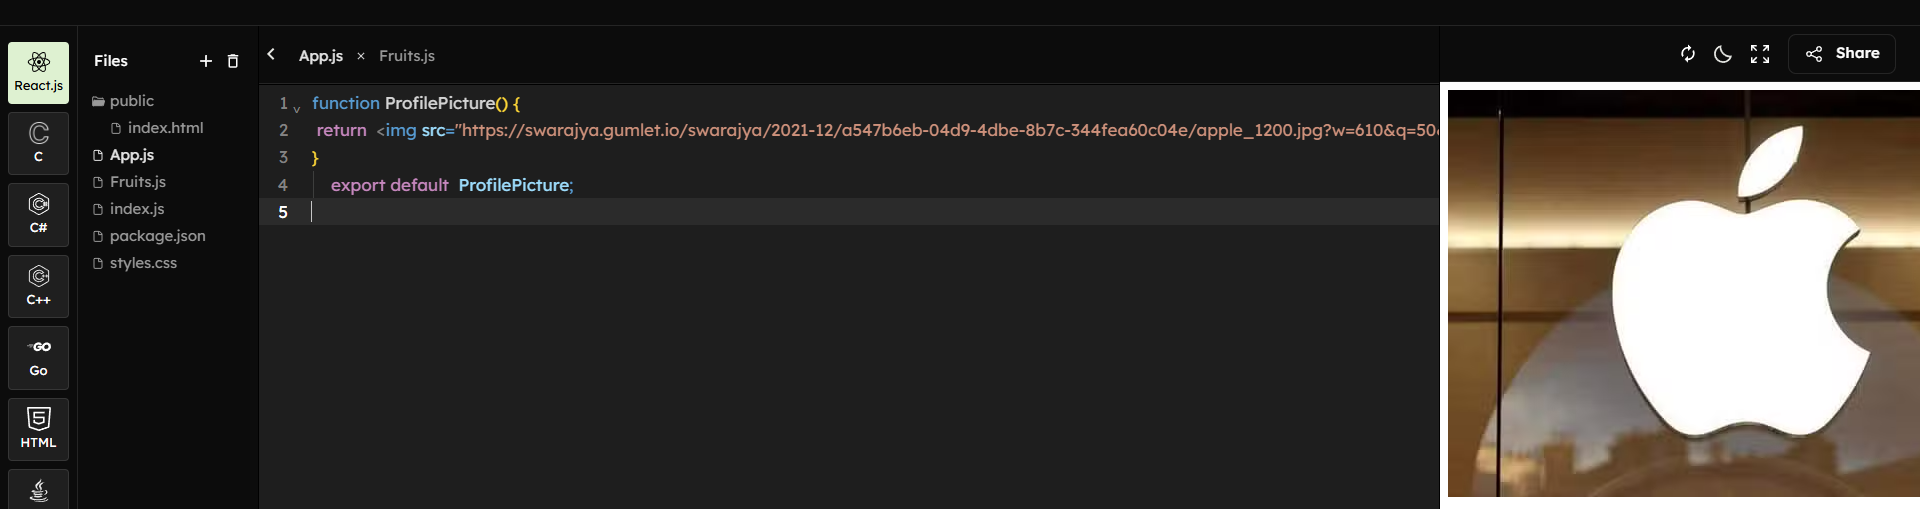 React.js
C
C#
C++
GO
Go
5
HTML
Files
public
index.html
App.js
Fruits.js
index.js
package.json
styles.css
App.js × Fruits.js
Share
1 function ProfilePicture() {
2 return <img src="https://swarajya.gumlet.io/swarajya/2021-12/a547b6eb-04d9-4dbe-8b7c-344fea60c04e/apple_1200.jpg?w=610&q=50
3 }
4 export default ProfilePicture;
5